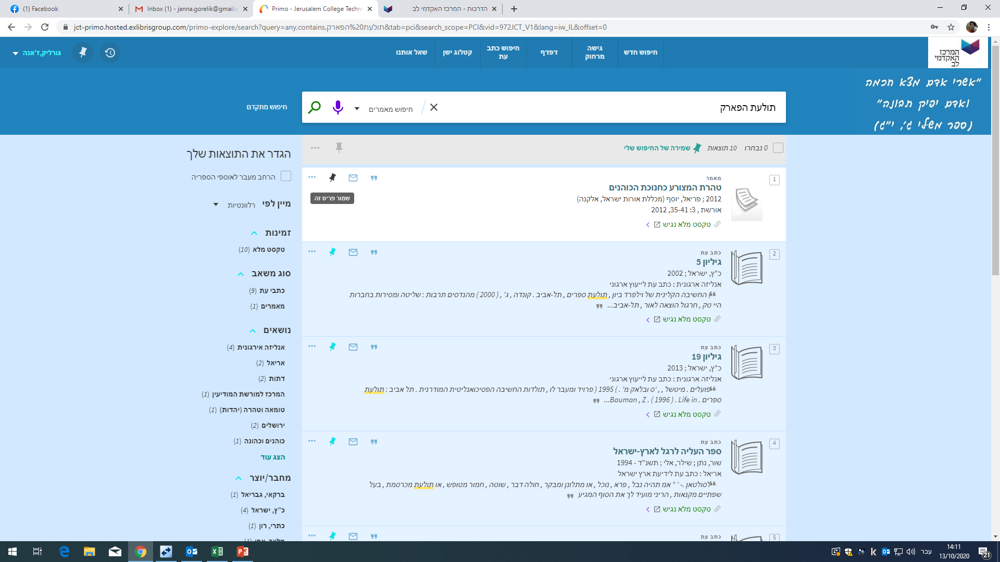 (1) Facebook
Inbox (1) - janna.gorelik@gmail.c
Primo - Jerusalem College Techn
הדרכות - המרכז האקדמי לב
jct-primo.hosted.exlibrisgroup.com/primo-explore/search?query=any,contains,תולעת%20הפארק&tab=pci&search_scope=PCI&vid=972JCT_V1&lang=iw_IL&offset=0
המרכז
האקדמי
לב
חיפוש חדש
גישה מרחוק
דפדף
חיפוש כתב עת
קטלוג ישן
שאל אותנו
גורליק,ז'אנה
"אשרי אדם מצא חכמה
ואדם יפיק תבונה"
(ספר משלי ג', י"ג)
תולעת הפארק
חיפוש מאמרים
חיפוש מתקדם
0 נבחרו
10 תוצאות
שמירה של החיפוש שלי
1
מאמר
טהרת המצורע כחנוכת הכוהנים
2012 ; פריאל, יוסף (מכללת אורות ישראל, אלקנה)
אורשת , 3: 35-41, 2012
טקסט מלא נגיש
שמור פריט זה
2
כתב עת
גיליון 5
כ"ץ, ישראל ; 2002
אנליזה ארגונית : כתב עת לייעוץ ארגוני
( החשיבה הקלינית של וילפרד ביון , תולעת ספרים , תל-אביב . קונדה , ג' , ( 2000 ) מהנדסים תרבות : שליטה ומסירות בחברות
היי טק , חרגול הוצאה לאור , תל-אביב...
טקסט מלא נגיש
3
כתב עת
גיליון 19
כ"ץ, ישראל ; 2013
אנליזה ארגונית : כתב עת לייעוץ ארגוני
פועלים . מיטשל , , 'ס ובלאק מ' . ( 1995 ) פרויד ומעבר לו , תולדות החשיבה הפסיכואנליטית המודרנית . תל אביב : תולעת
ספרים . Bauman , Z . ( 1996 ) . Life in...
טקסט מלא נגיש
4
כתב עת
ספר העליה לרגל לארץ-ישראל
שור, נתן ; שילר, אלי ; תשנ"ד - 1994
אריאל : כתב עת לידיעת ארץ ישראל
לסולטאן .- ' " אמ תהיה נבל , פרא , נוכל , או מתלונן ומבקר , חולה דבר , שוטה , חמור מטופש , או תולעת מכרסמת , בעל
שפתיים מקנאות , הריני מועיד לך את הסוף המגיע
טקסט מלא נגיש
5
כתב עת
הגדר את התוצאות שלך
הרחב מעבר לאוספי הספריה
מיין לפי רלוונטיות
זמינות
טקסט מלא (10)
סוג משאב
כתבי עת (9)
מאמרים (1)
נושאים
אנליזה אירגונית (4)
אריאל (2)
דתות (2)
המרכז למורשת המודיעין (1)
טומאה וטהרה (יהדות) (1)
ירושלים (2)
כוהנים וכהונה (1)
הצג עוד
מחבר/יוצר
ברקאי, גבריאל (1)
כ"ץ, ישראל (4)
כתרי, רון (1)
עבר
14:11
13/10/2020
21